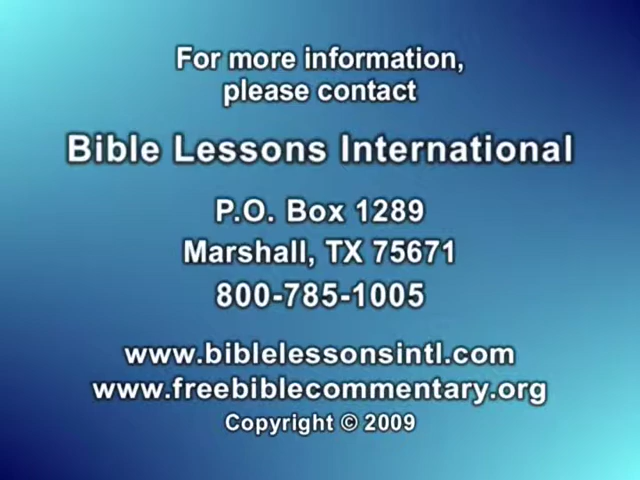 For more information,
please contact
Bible Lessons International
P.O. Box 1289
Marshall, TX 75671
800-785-1005
www.biblelessonsintl.com
www.freebiblecommentary.org
Copyright © 2009